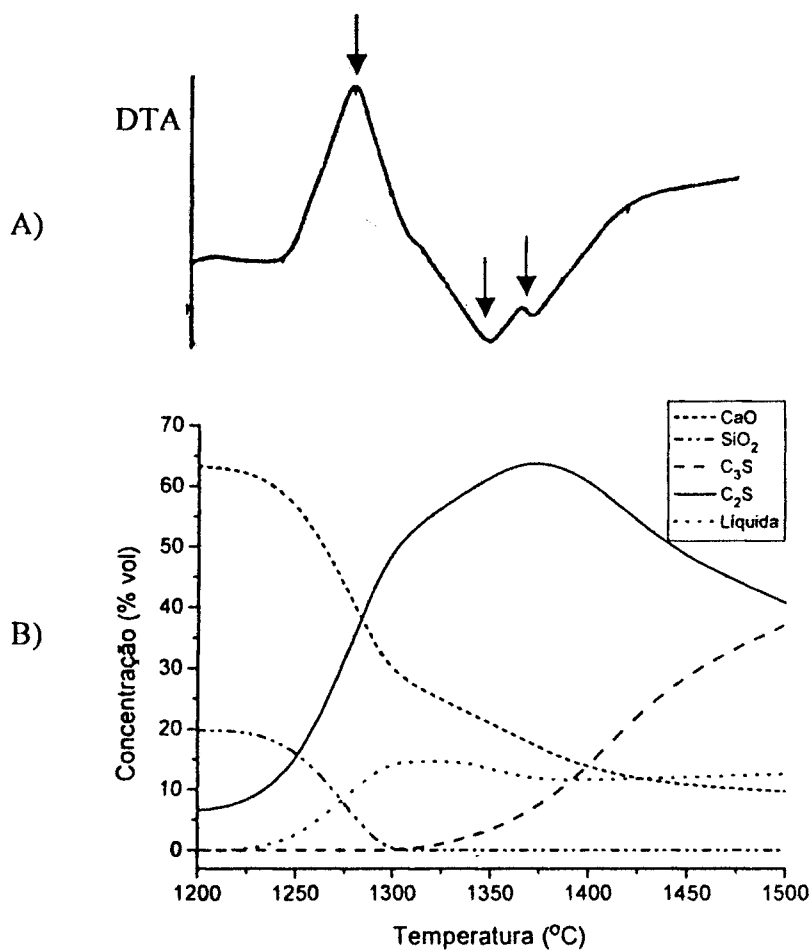 DTA
A)
B)
70
60
50
40
30
20
10
0
Concentração (% vol)
CaO
SiO₂
C₃S
C₂S
Líquida
1200 1250 1300 1350 1400 1450 1500
Temperatura (°C)